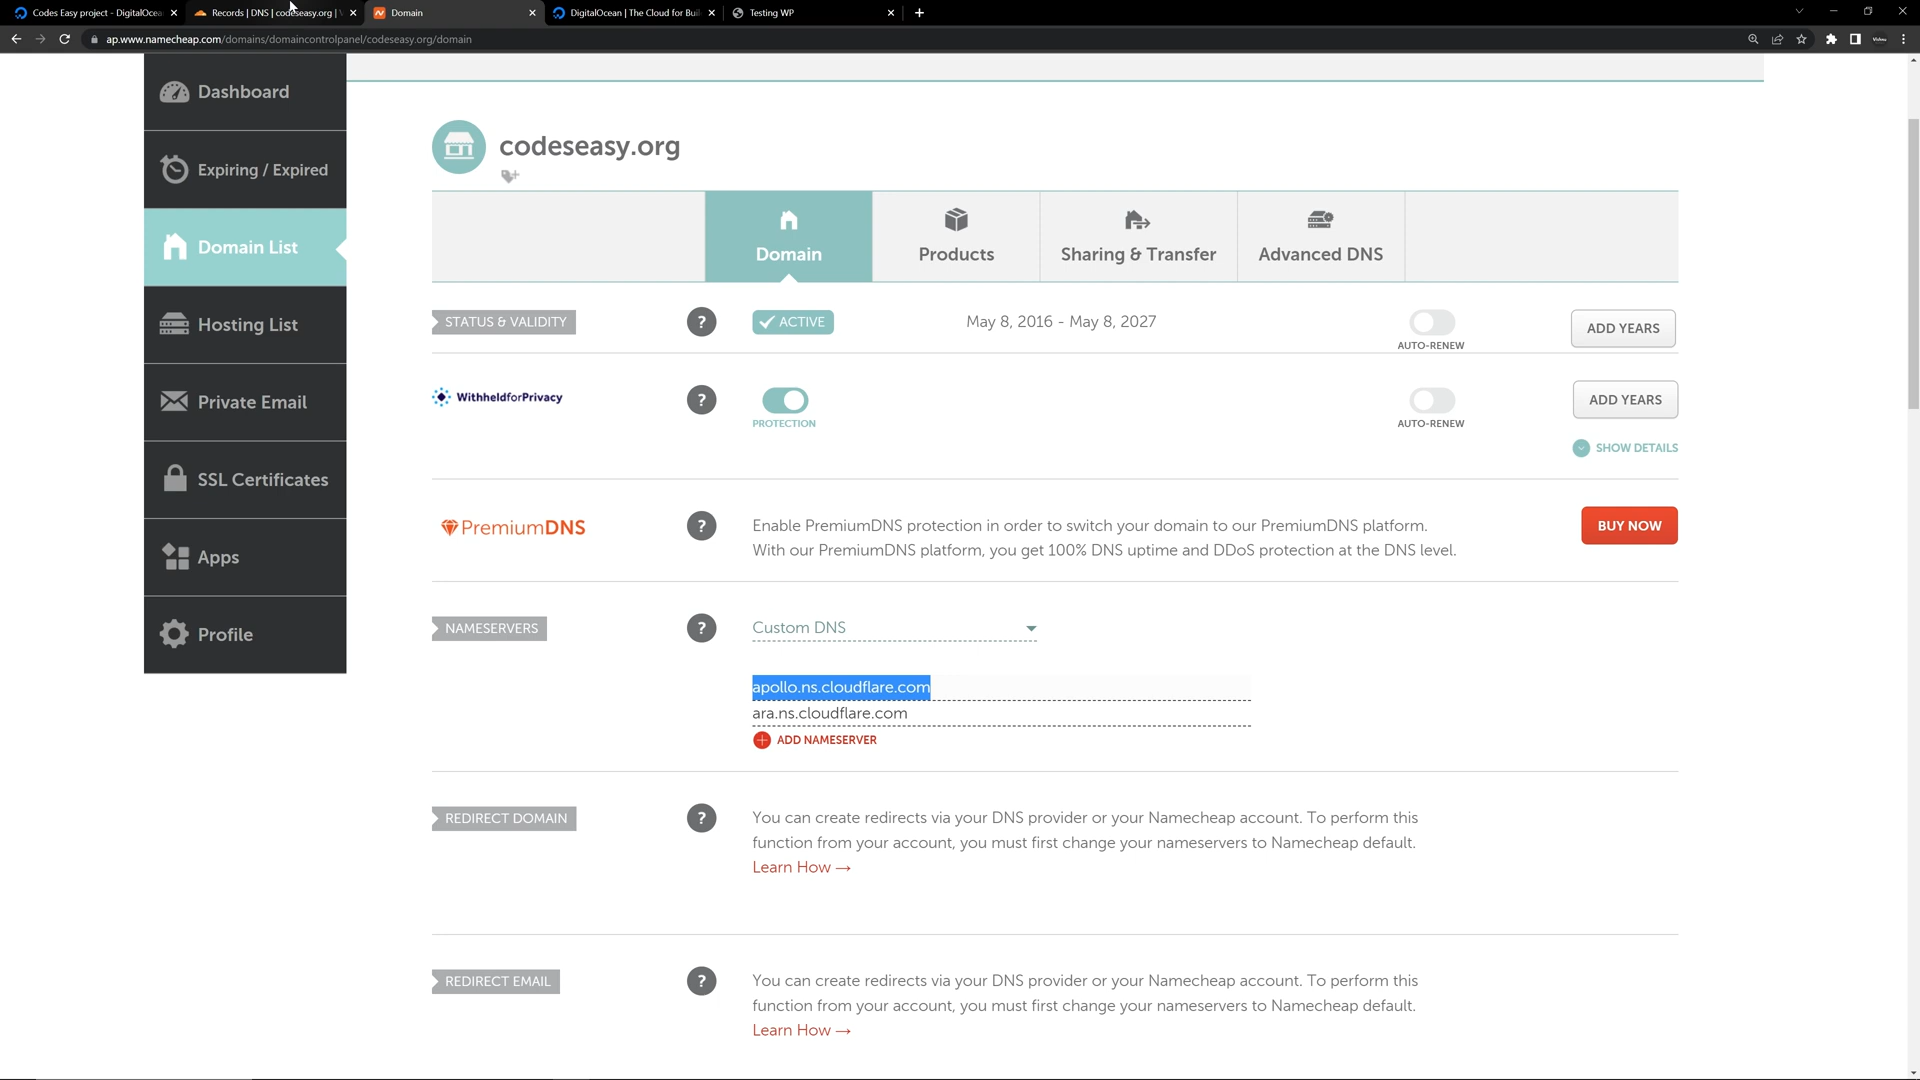 Codes Easy project - DigitalOcea
Records | DNS | codeseasy.org |
Domain
DigitalOcean | The Cloud for Buil
Testing WP
ap.www.namecheap.com/domains/domaincontrolpanel/codeseasy.org/domain
Dashboard
Expiring / Expired
Domain List
Hosting List
Private Email
SSL Certificates
Apps
Profile
codeseasy.org
Domain
Products
Sharing & Transfer
Advanced DNS
STATUS & VALIDITY
?
ACTIVE
May 8, 2016 - May 8, 2027
AUTO-RENEW
ADD YEARS
WithheldforPrivacy
?
PROTECTION
AUTO-RENEW
ADD YEARS
SHOW DETAILS
PremiumDNS
?
Enable PremiumDNS protection in order to switch your domain to our PremiumDNS platform.
With our PremiumDNS platform, you get 100% DNS uptime and DDoS protection at the DNS level.
BUY NOW
NAMESERVERS
?
Custom DNS
apollo.ns.cloudflare.com
ara.ns.cloudflare.com
ADD NAMESERVER
REDIRECT DOMAIN
?
You can create redirects via your DNS provider or your Namecheap account. To perform this
function from your account, you must first change your nameservers to Namecheap default.
Learn How →
REDIRECT EMAIL
?
You can create redirects via your DNS provider or your Namecheap account. To perform this
function from your account, you must first change your nameservers to Namecheap default.
Learn How →